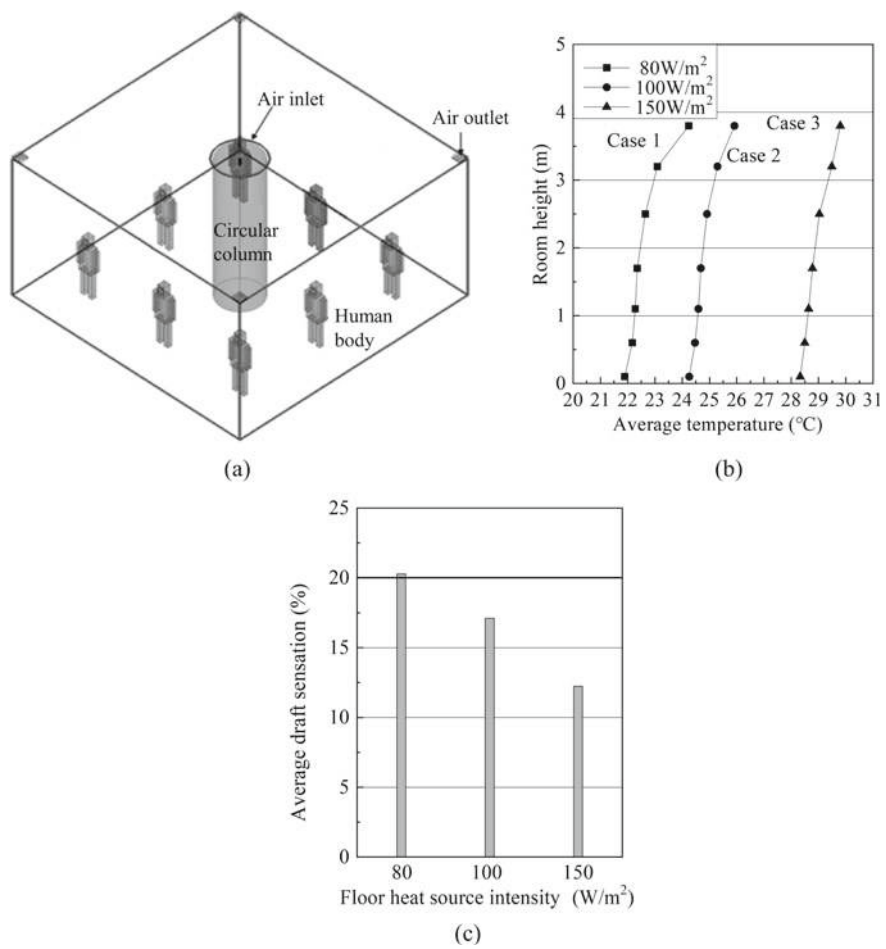 Air inlet
Air outlet
Circular
column
Human
body
(a)
80W/m²
100W/m²
150W/m²
Case 1
Case 2
Case 3
Room height (m)
5
4
3
2
1
0
20 21 22 23 24 25 26 27 28 29 30 31
Average temperature (℃)
(b)
Average draft sensation (%)
25
20
15
10
5
0
80 100 150
Floor heat source intensity (W/m²)
(c)